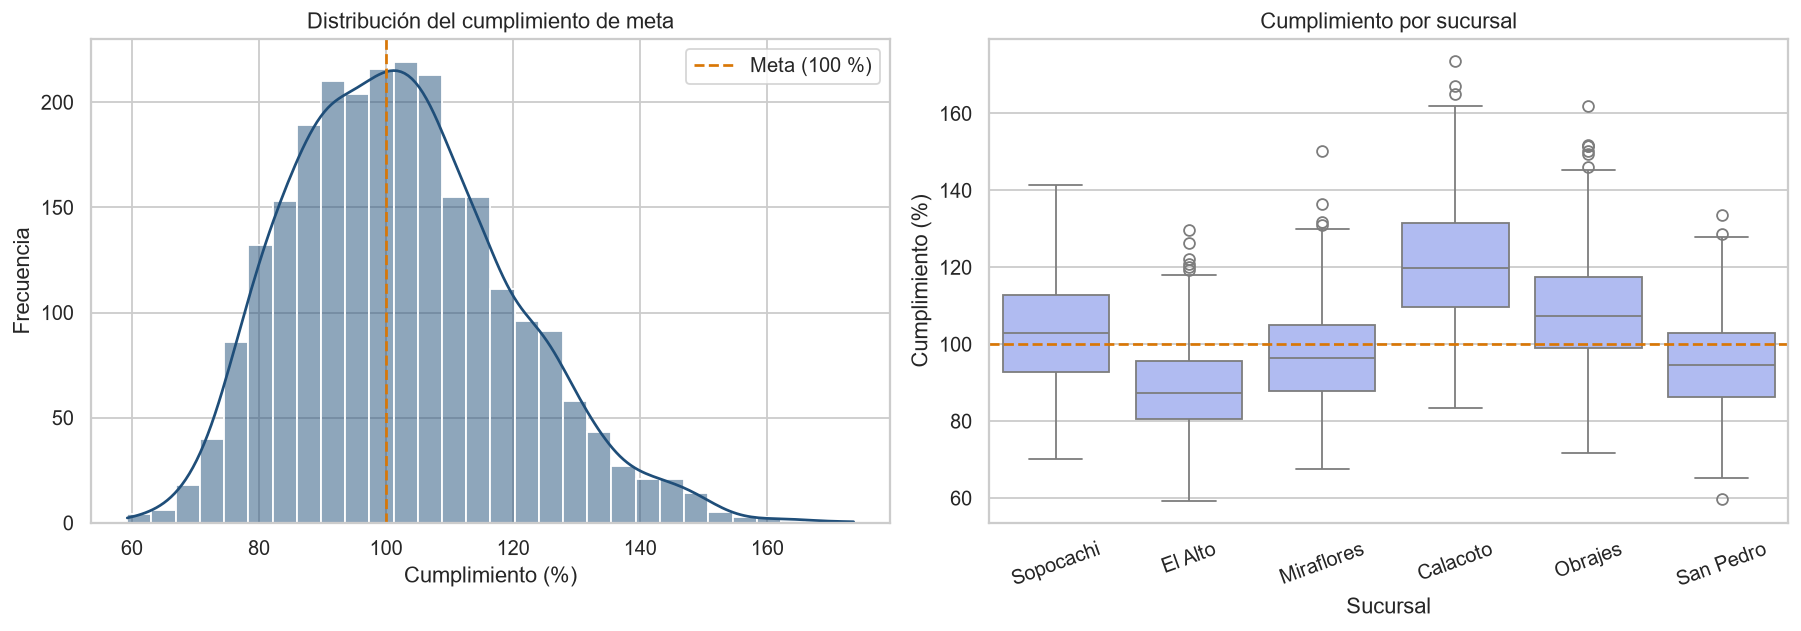 Distribución del cumplimiento de meta
Meta (100 %)
Frecuencia
200
150
100
50
0
60 80 100 120 140 160
Cumplimiento (%)
Cumplimiento por sucursal
Cumplimiento (%)
160
140
120
100
80
60
Sopocachi El Alto Miraflores Calacoto Obrajes San Pedro
Sucursal